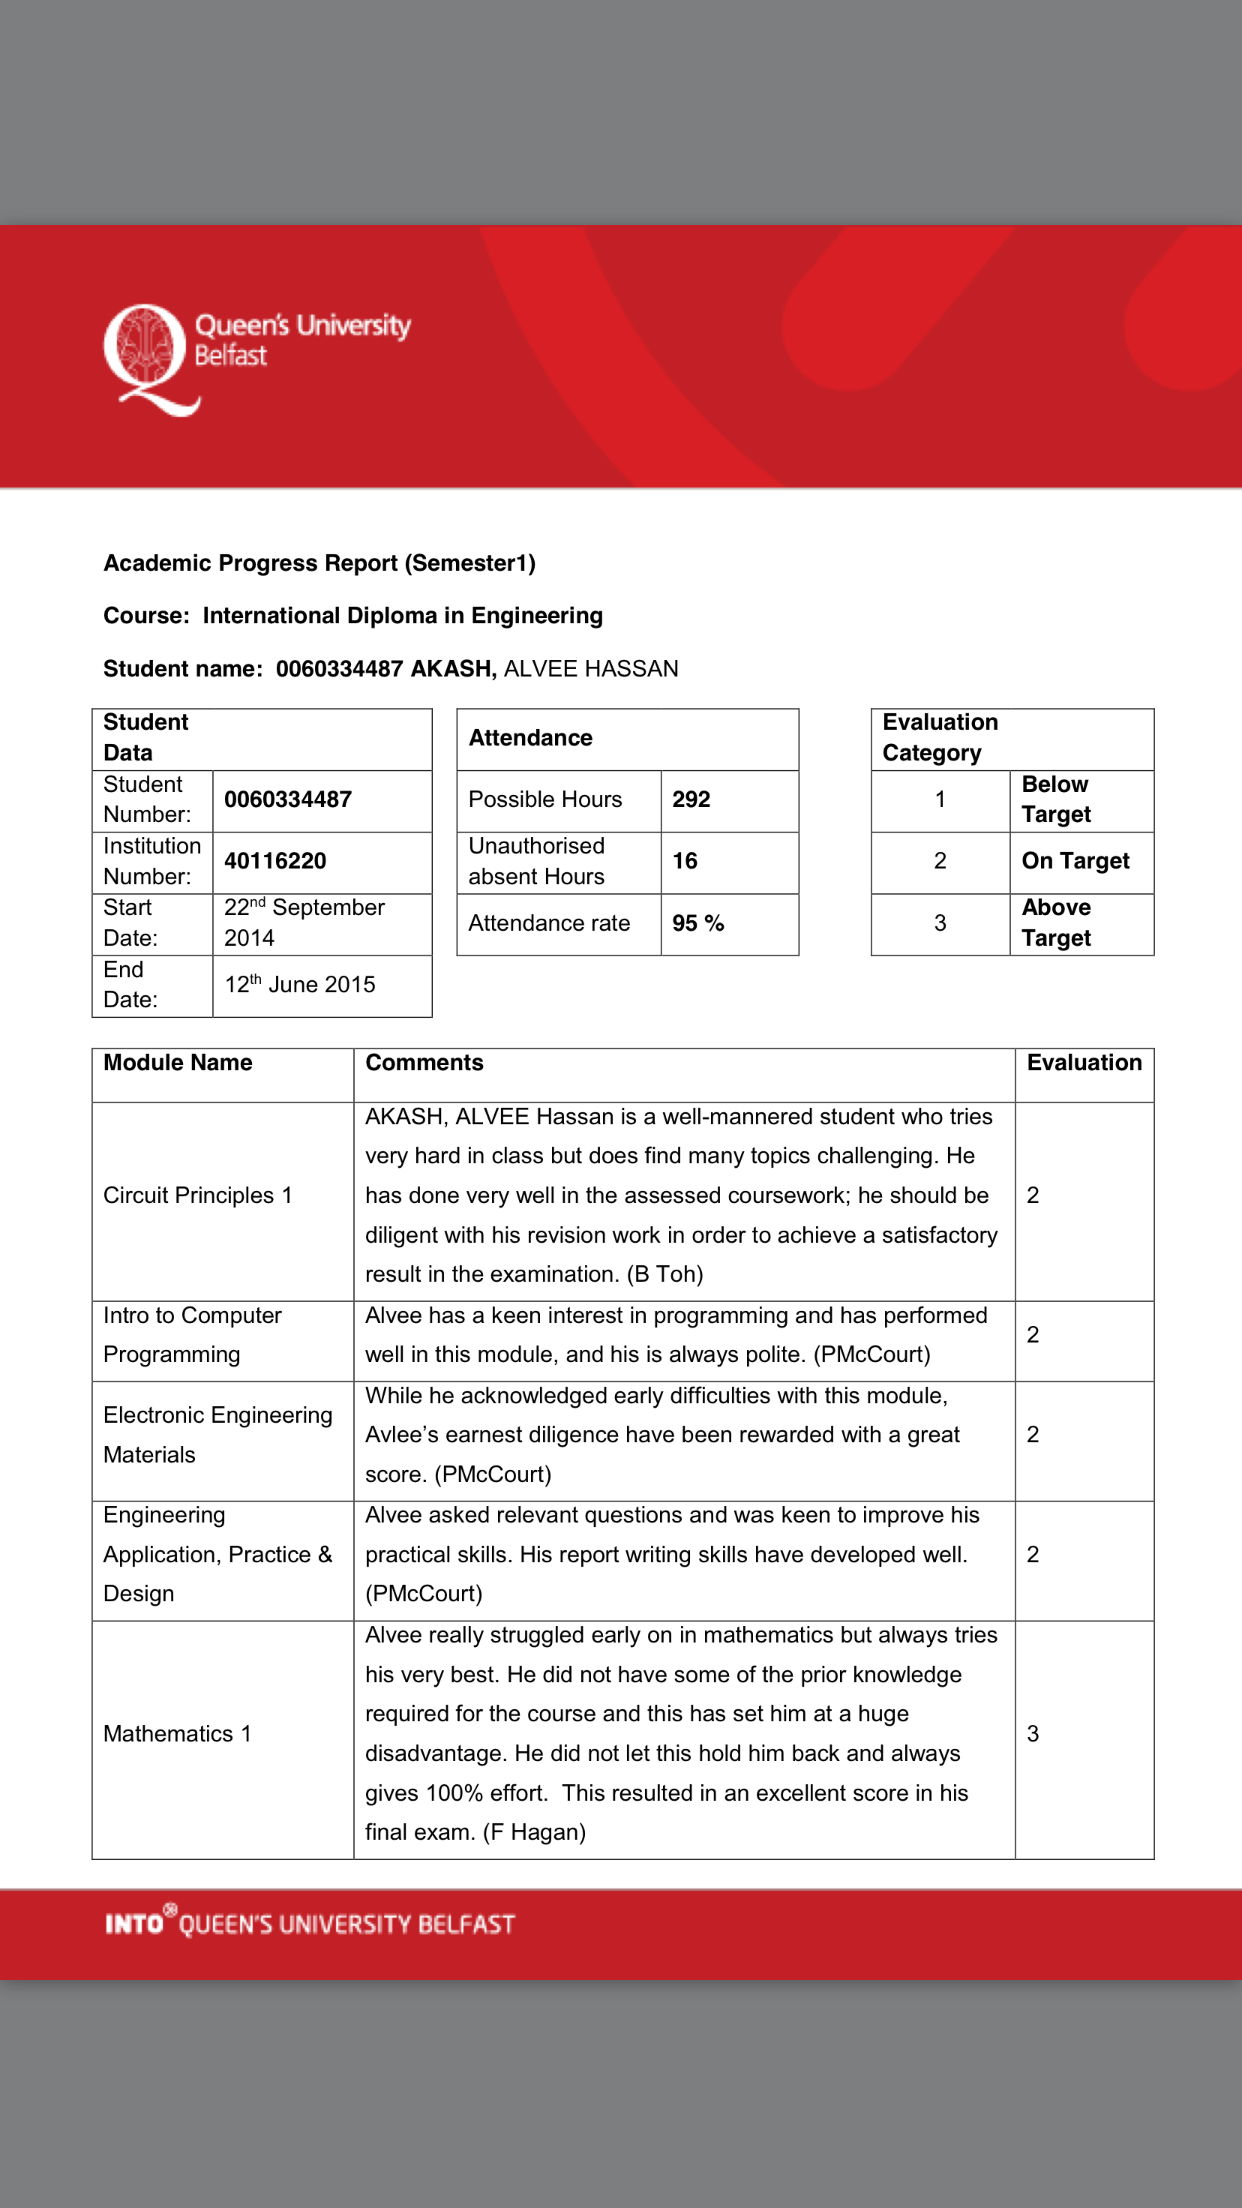 Queen's University
Belfast
Academic Progress Report (Semester1)
Course:  International Diploma in Engineering
Student name:  0060334487 AKASH, ALVEE HASSAN
Student
Data
Student
Number:
0060334487
Institution
Number:
40116220
Start
Date:
22nd September
2014
End
Date:
12th June 2015
Attendance
Possible Hours
292
Unauthorised
absent Hours
16
Attendance rate
95 %
Evaluation
Category
1
Below
Target
2
On Target
3
Above
Target
Module Name
Comments
Evaluation
Circuit Principles 1
AKASH, ALVEE Hassan is a well-mannered student who tries
very hard in class but does find many topics challenging. He
has done very well in the assessed coursework; he should be
diligent with his revision work in order to achieve a satisfactory
result in the examination. (B Toh)
2
Intro to Computer
Programming
Alvee has a keen interest in programming and has performed
well in this module, and his is always polite. (PMcCourt)
2
Electronic Engineering
Materials
While he acknowledged early difficulties with this module,
Avlee’s earnest diligence have been rewarded with a great
score. (PMcCourt)
2
Engineering
Application, Practice &
Design
Alvee asked relevant questions and was keen to improve his
practical skills. His report writing skills have developed well.
(PMcCourt)
2
Mathematics 1
Alvee really struggled early on in mathematics but always tries
his very best. He did not have some of the prior knowledge
required for the course and this has set him at a huge
disadvantage. He did not let this hold him back and always
gives 100% effort.  This resulted in an excellent score in his
final exam. (F Hagan)
3
INTO QUEEN'S UNIVERSITY BELFAST